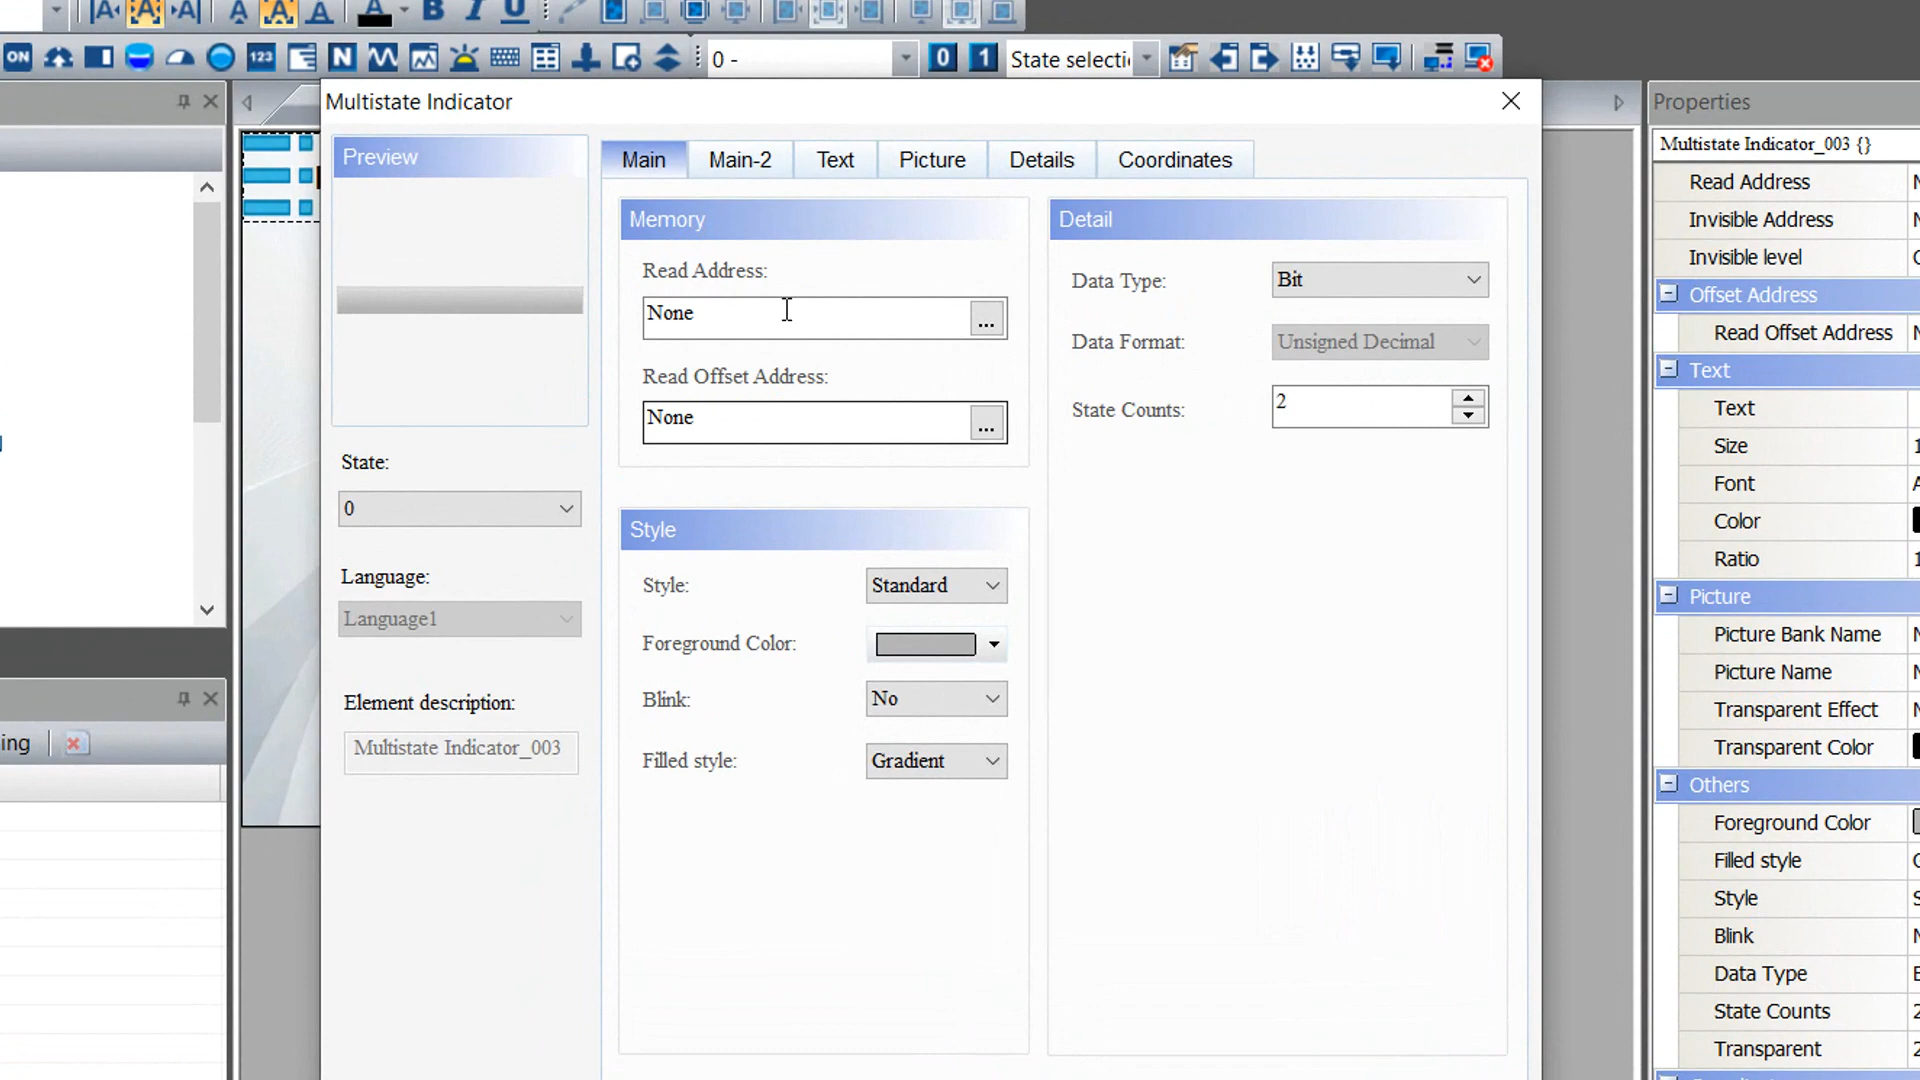 ON
123
N
0 -
0
1
State selecti
Multistate Indicator
Preview
State:
0
Language:
Language1
Element description:
Multistate Indicator_003
Main
Main-2
Text
Picture
Details
Coordinates
Memory
Read Address:
None
...
Read Offset Address:
None
...
Style
Style:
Standard
Foreground Color:
Blink:
No
Filled style:
Gradient
Detail
Data Type:
Bit
Data Format:
Unsigned Decimal
State Counts:
2
ing
Properties
Multistate Indicator_003 {}
Read Address
Invisible Address
Invisible level
Offset Address
Read Offset Address
Text
Text
Size
Font
Color
Ratio
Picture
Picture Bank Name
Picture Name
Transparent Effect
Transparent Color
Others
Foreground Color
Filled style
Style
Blink
Data Type
State Counts
Transparent